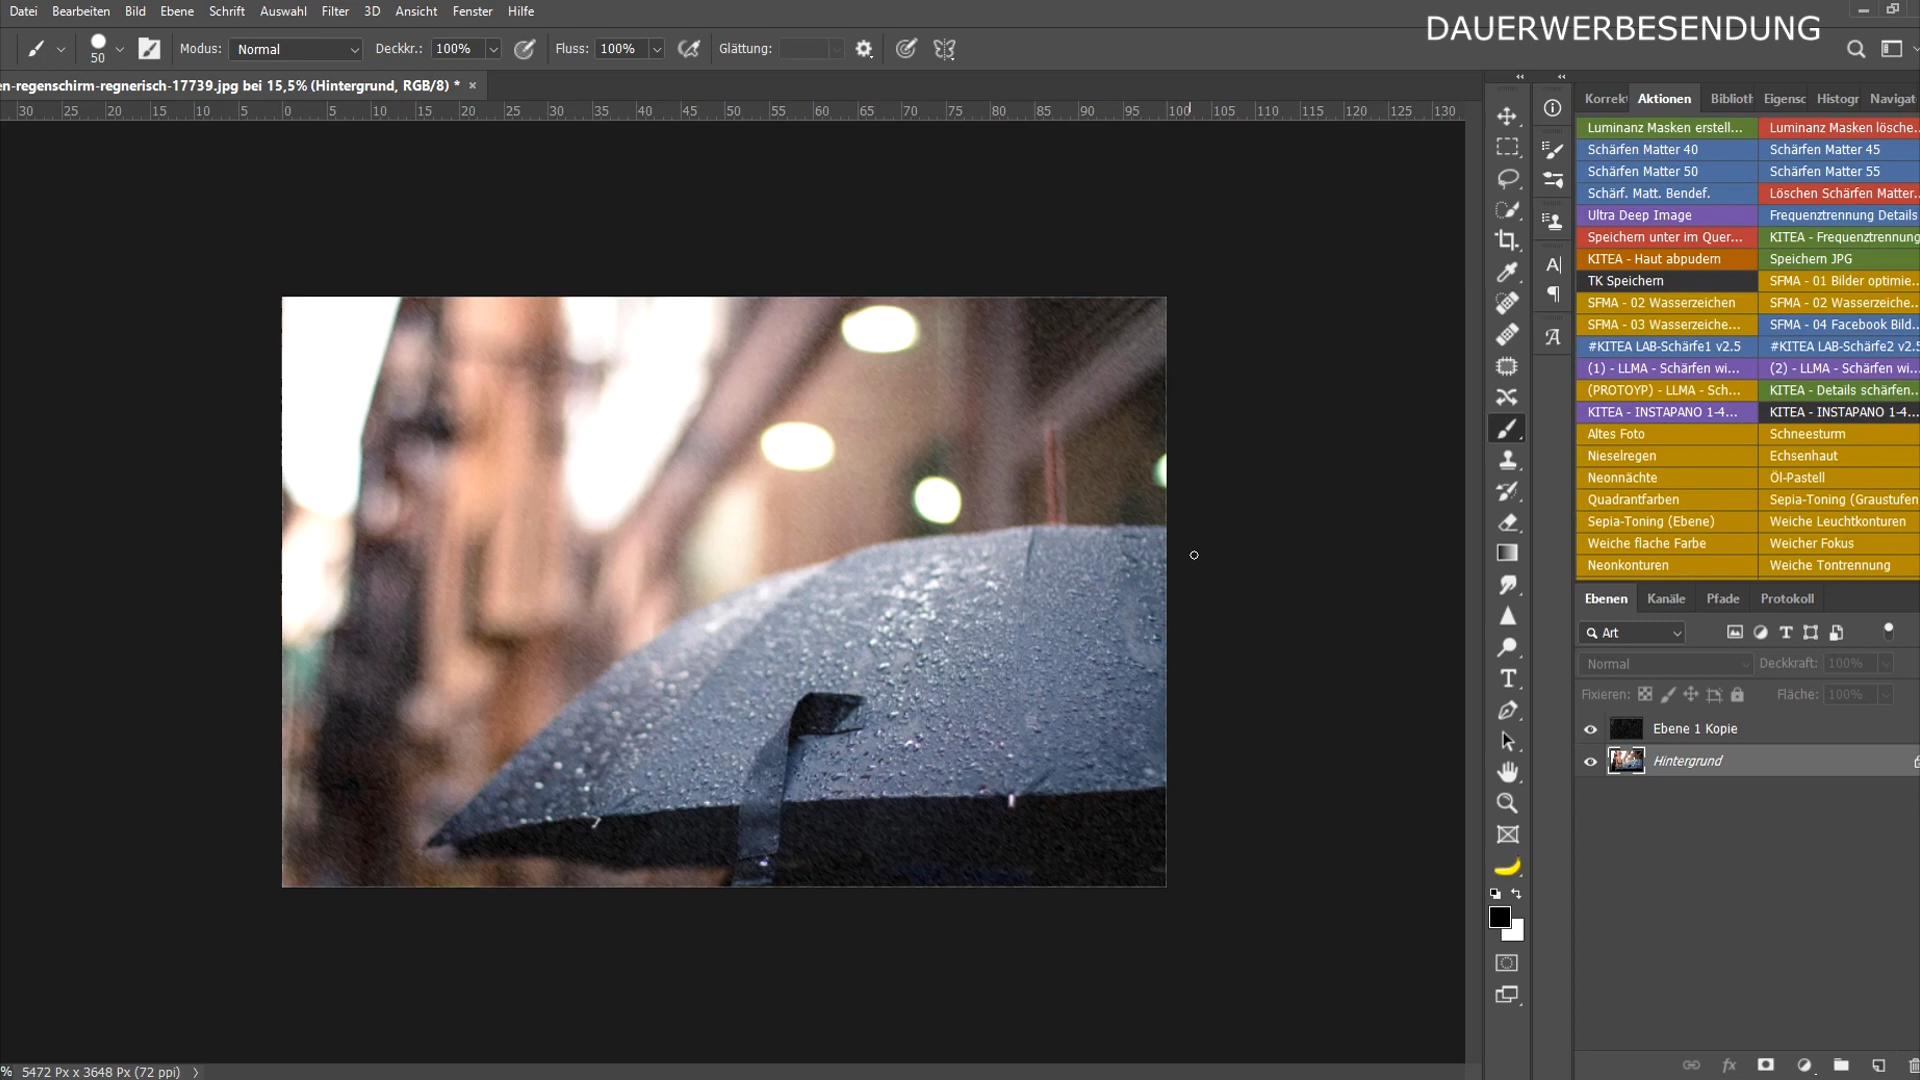 Datei Bearbeiten Bild Ebene Schrift Auswahl Filter 3D Ansicht Fenster Hilfe
DAUERWERBESENDUNG
50 Modus: Normal Deckkr.: 100% Fluss: 100% Glättung:
en-regenschirm-regnerisch-17739.jpg bei 15,5% (Hintergrund, RGB/8) *
30 25 20 15 10 5 0 5 10 15 20 25 30 35 40 45 50 55 60 65 70 75 80 85 90 95 100 105 110 115 120 125 130
Korrekt Aktionen Biblioth Eigensc Histogr Navigat
Luminanz Masken erstell... Luminanz Masken lösche...
Schärfen Matter 40 Schärfen Matter 45
Schärfen Matter 50 Schärfen Matter 55
Schärf. Matt. Bendef. Löschen Schärfen Matter...
Ultra Deep Image Frequenztrennung Details
Speichern unter im Quer... KITEA - Frequenztrennung
KITEA - Haut abpudern Speichern JPG
TK Speichern SFMA - 01 Bilder optimie...
SFMA - 02 Wasserzeichen SFMA - 02 Wasserzeiche...
SFMA - 03 Wasserzeiche... SFMA - 04 Facebook Bild...
#KITEA LAB-Schärfe1 v2.5 #KITEA LAB-Schärfe2 v2.5
(1) - LLMA - Schärfen wi... (2) - LLMA - Schärfen wi...
(PROTOYP) - LLMA - Sch... KITEA - Details schärfen...
KITEA - INSTAPANO 1-4... KITEA - INSTAPANO 1-4...
Altes Foto Schneesturm
Nieselregen Echsenhaut
Neonnächte Öl-Pastell
Quadrantfarben Sepia-Toning (Graustufen
Sepia-Toning (Ebene) Weiche Leuchtkonturen
Weiche flache Farbe Weicher Fokus
Neonkonturen Weiche Tontrennung
Ebenen Kanäle Pfade Protokoll
Art
Normal Deckkraft: 100%
Fixieren: Fläche: 100%
Ebene 1 Kopie
Hintergrund
% 5472 Px x 3648 Px (72 ppi)